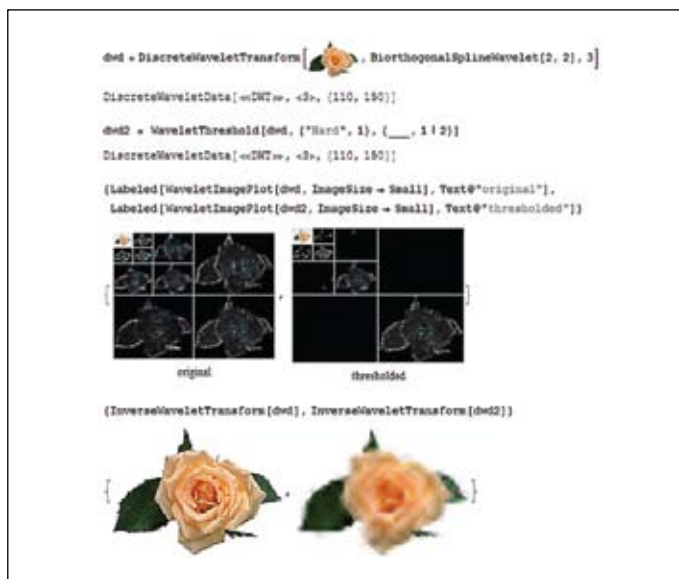 dwd = DiscreteWaveletTransform[ , BiorthogonalSplineWavelet[2, 2], 3]
DiscreteWaveletData[<<DWT>>, <3>, {110, 150}]
dwd2 = WaveletThreshold[dwd, {"Hard", 1}, {___, 1 | 2}]
DiscreteWaveletData[<<DWT>>, <3>, {110, 150}]
{Labeled[WaveletImagePlot[dwd, ImageSize → Small], Text@"original"],
Labeled[WaveletImagePlot[dwd2, ImageSize → Small], Text@"thresholded"]}
{ , }
original thresholded
{InverseWaveletTransform[dwd], InverseWaveletTransform[dwd2]}
{ , }